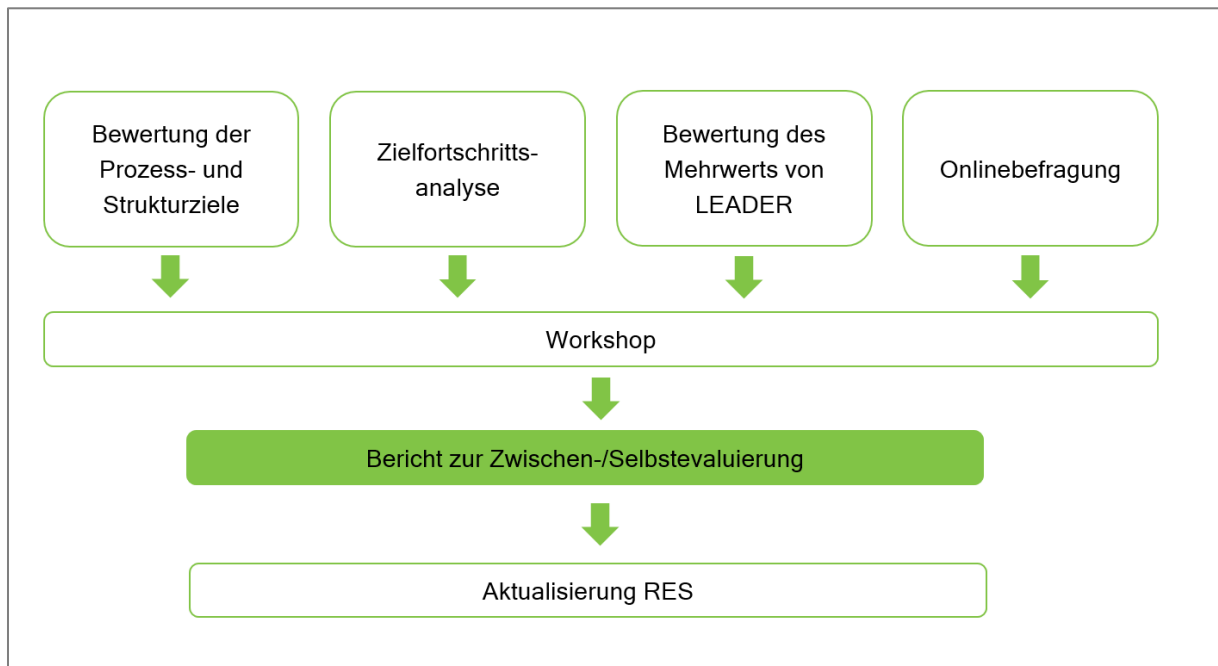 Bewertung der
Prozess- und
Strukturziele
Zielfortschritts-
analyse
Bewertung des
Mehrwerts von
LEADER
Onlinebefragung
Workshop
Bericht zur Zwischen-/Selbstevaluierung
Aktualisierung RES